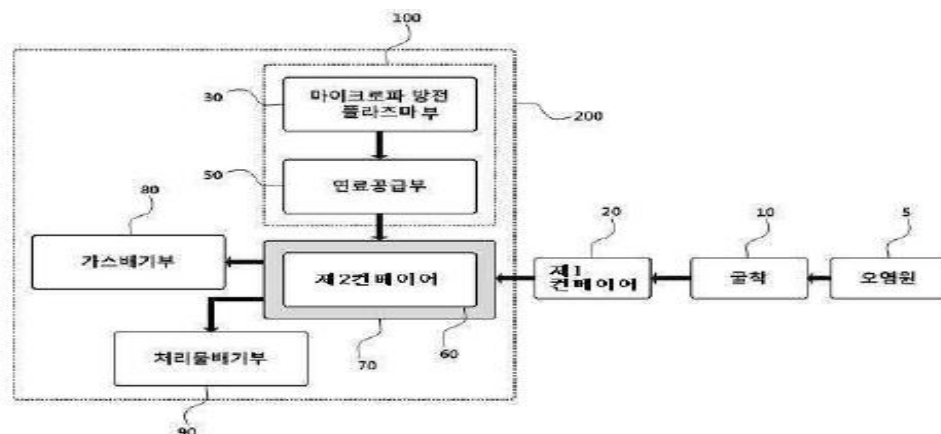 100
30
마이크로파 방전
플라즈마부
200
50
연료공급부
80
20
10
5
가스배기부
제2컨베이어
제1
컨베이어
굴착
오염원
처리물배기부
70
60
90